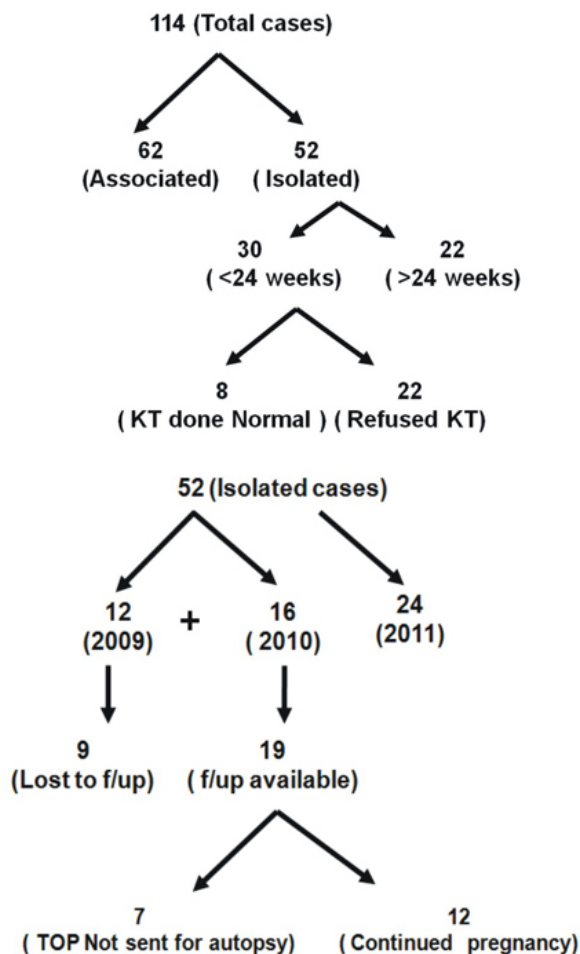 114 (Total cases)
62 52
(Associated) ( Isolated)
30 22
( <24 weeks) ( >24 weeks)
8 22
( KT done Normal ) ( Refused KT)
52 (Isolated cases)
12 + 16 24
(2009) ( 2010) (2011)
9 19
(Lost to f/up) ( f/up available)
7 12
( TOP Not sent for autopsy) (Continued pregnancy)